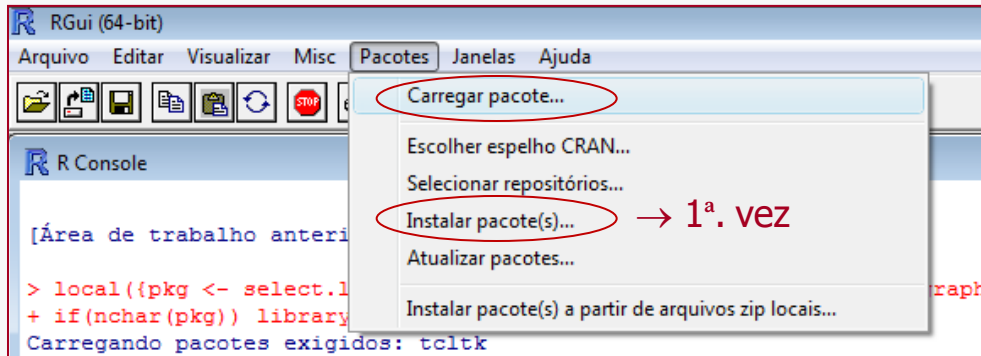 RGui (64-bit)
Arquivo Editar Visualizar Misc Pacotes Janelas Ajuda
STOP
Carregar pacote...
Escolher espelho CRAN...
Selecionar repositórios...
Instalar pacote(s)... → 1ª. vez
Atualizar pacotes...
Instalar pacote(s) a partir de arquivos zip locais...
R Console
[Área de trabalho anteri
> local({pkg <- select.l raph
+ if(nchar(pkg)) library
Carregando pacotes exigidos: tcltk